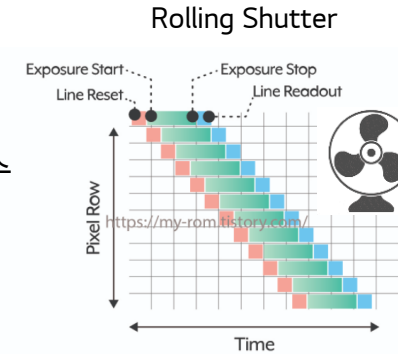 Rolling Shutter
Exposure Start
Exposure Stop
Line Reset
Line Readout
Pixel Row
https://my-rom.tistory.com/
Time